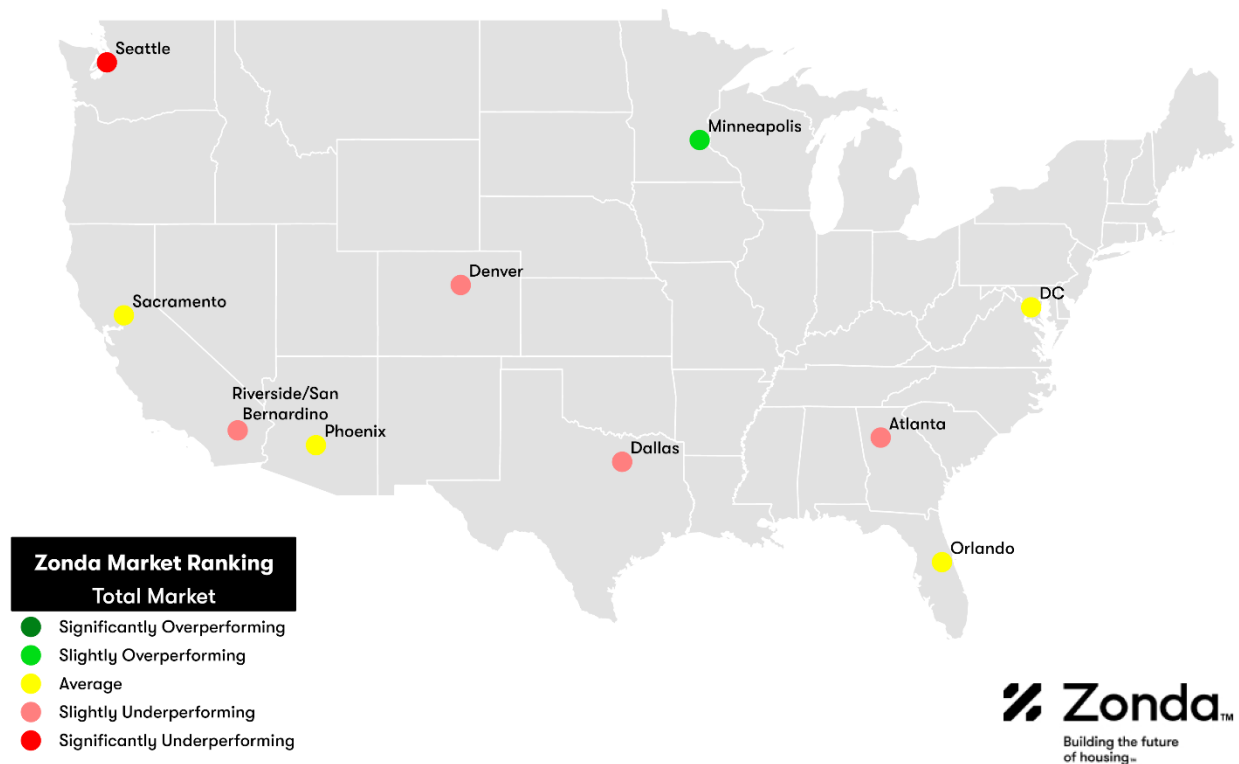 Seattle
Minneapolis
Denver
DC
Sacramento
Riverside/San
Bernardino
Phoenix
Atlanta
Dallas
Orlando
Zonda Market Ranking
Total Market
Significantly Overperforming
Slightly Overperforming
Average
Slightly Underperforming
Significantly Underperforming
Zonda™
Building the future
of housing℠